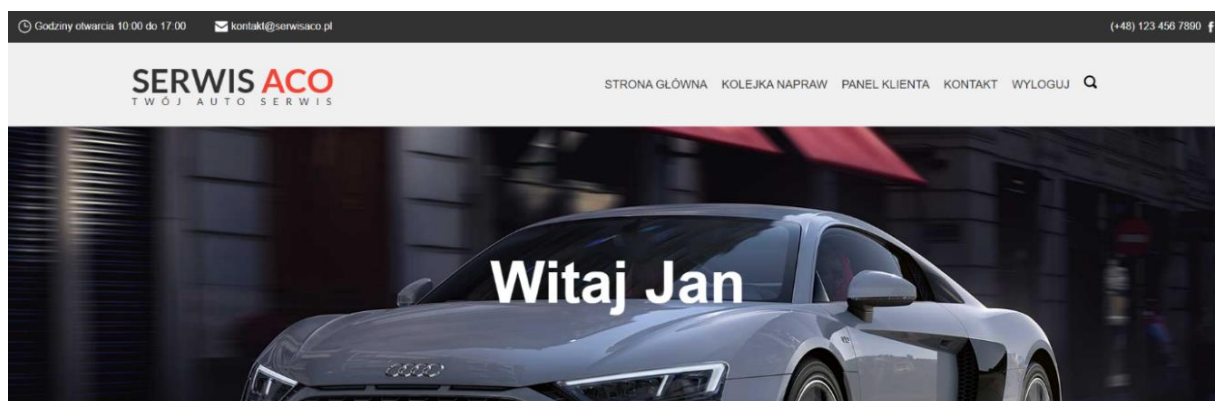 Godziny otwarcia 10:00 do 17:00
kontakt@serwisaco.pl
(+48) 123 456 7890
SERWIS ACO
TWÓJ AUTO SERWIS
STRONA GŁÓWNA KOLEJKA NAPRAW PANEL KLIENTA KONTAKT WYLOGUJ
Witaj Jan